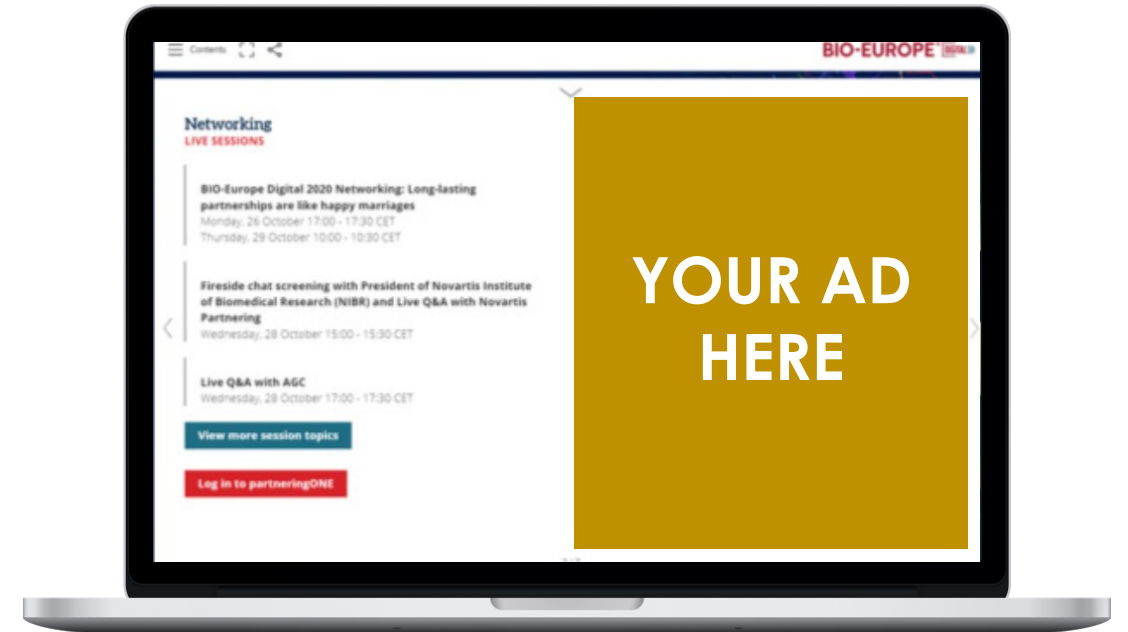 Contents
BIO-EUROPE
DIGITAL
Networking
LIVE SESSIONS
BIO-Europe Digital 2020 Networking: Long-lasting
partnerships are like happy marriages
Monday, 26 October 17:00 - 17:30 CET
Thursday, 29 October 10:00 - 10:30 CET
Fireside chat screening with President of Novartis Institute
of Biomedical Research (NIBR) and Live Q&A with Novartis
Partnering
Wednesday, 28 October 15:00 - 15:30 CET
Live Q&A with AGC
Wednesday, 28 October 17:00 - 17:30 CET
View more session topics
Log in to partneringONE
YOUR AD
HERE